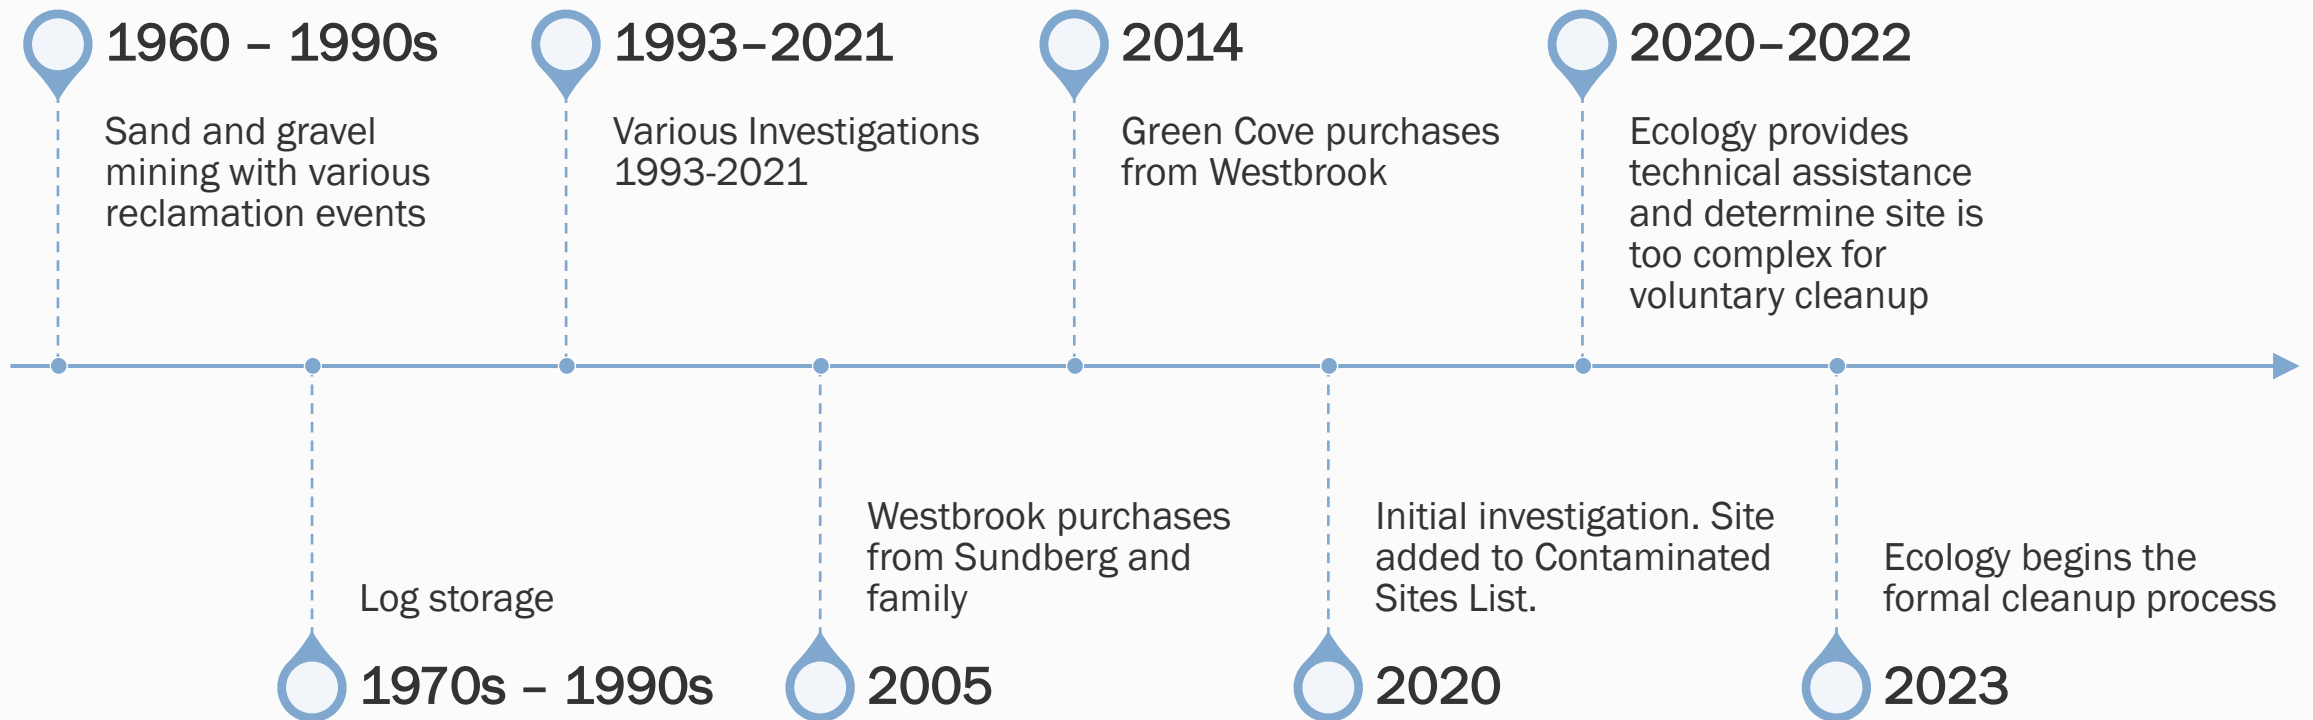 1960 – 1990s
Sand and gravel
mining with various
reclamation events
1993–2021
Various Investigations
1993-2021
2014
Green Cove purchases
from Westbrook
2020–2022
Ecology provides
technical assistance
and determine site is
too complex for
voluntary cleanup
Log storage
1970s – 1990s
Westbrook purchases
from Sundberg and
family
2005
Initial investigation. Site
added to Contaminated
Sites List.
2020
Ecology begins the
formal cleanup process
2023